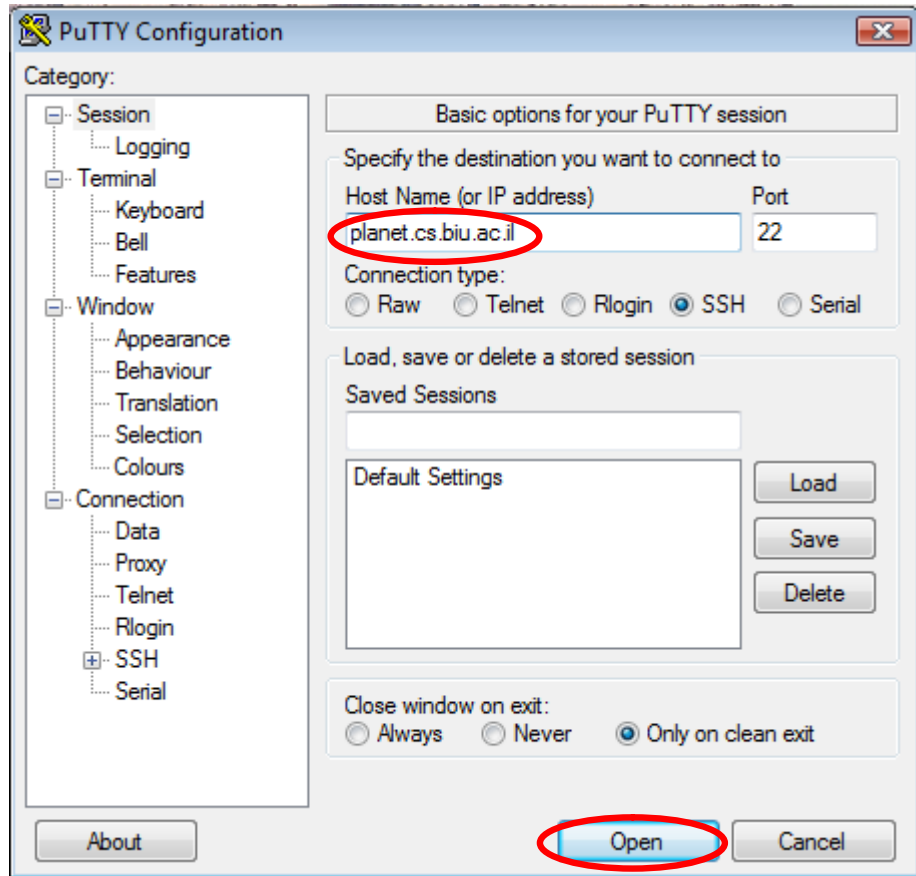 PuTTY Configuration
Category:
Session
Logging
Terminal
Keyboard
Bell
Features
Window
Appearance
Behaviour
Translation
Selection
Colours
Connection
Data
Proxy
Telnet
Rlogin
SSH
Serial
Basic options for your PuTTY session
Specify the destination you want to connect to
Host Name (or IP address) Port
planet.cs.biu.ac.il 22
Connection type:
Raw Telnet Rlogin SSH Serial
Load, save or delete a stored session
Saved Sessions
Default Settings
Load
Save
Delete
Close window on exit:
Always Never Only on clean exit
About Open Cancel